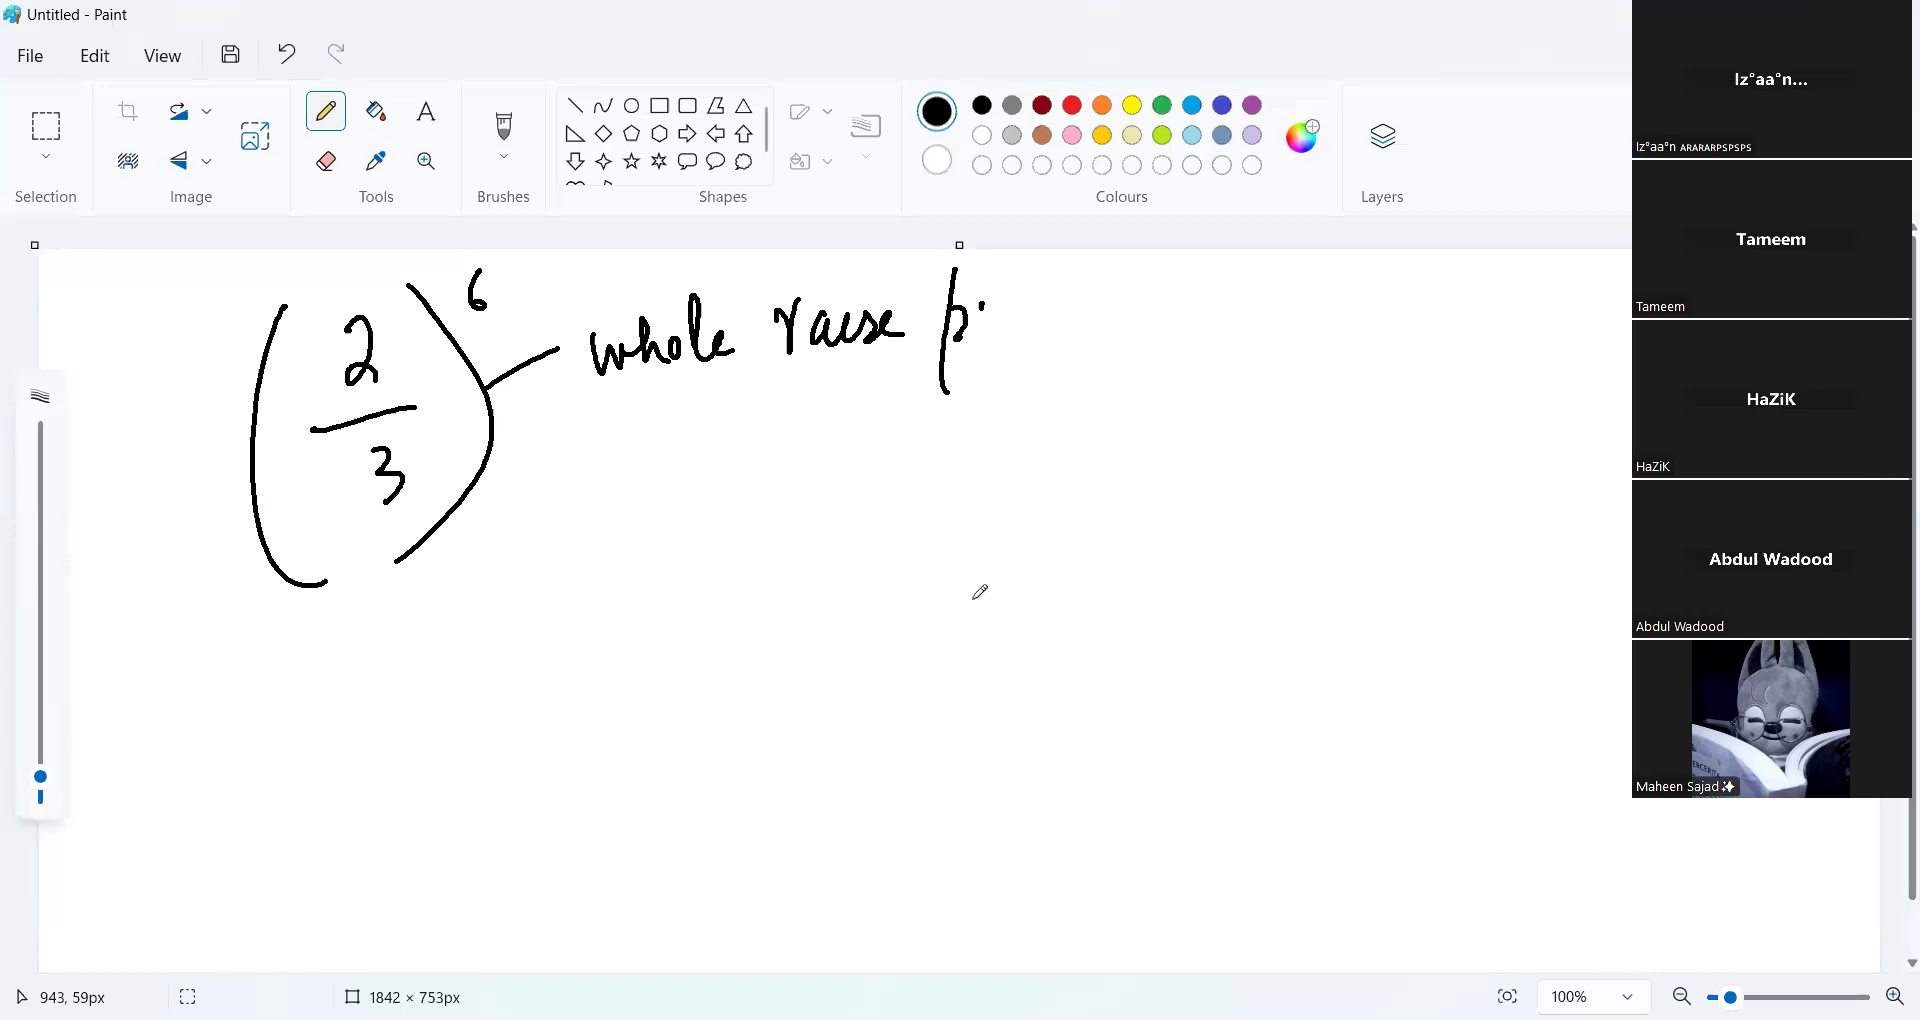 Untitled - Paint
File Edit View
Selection Image Tools Brushes Shapes Colours Layers
6
2
3
whole raise p.
Iz°aa°n...
Iz°aa°n ᴀʀᴀʀᴀʀᴘꜱᴘꜱᴘꜱ
Tameem
Tameem
HaZiK
HaZiK
Abdul Wadood
Abdul Wadood
Maheen Sajad✨
943, 59px
1842 × 753px
100%